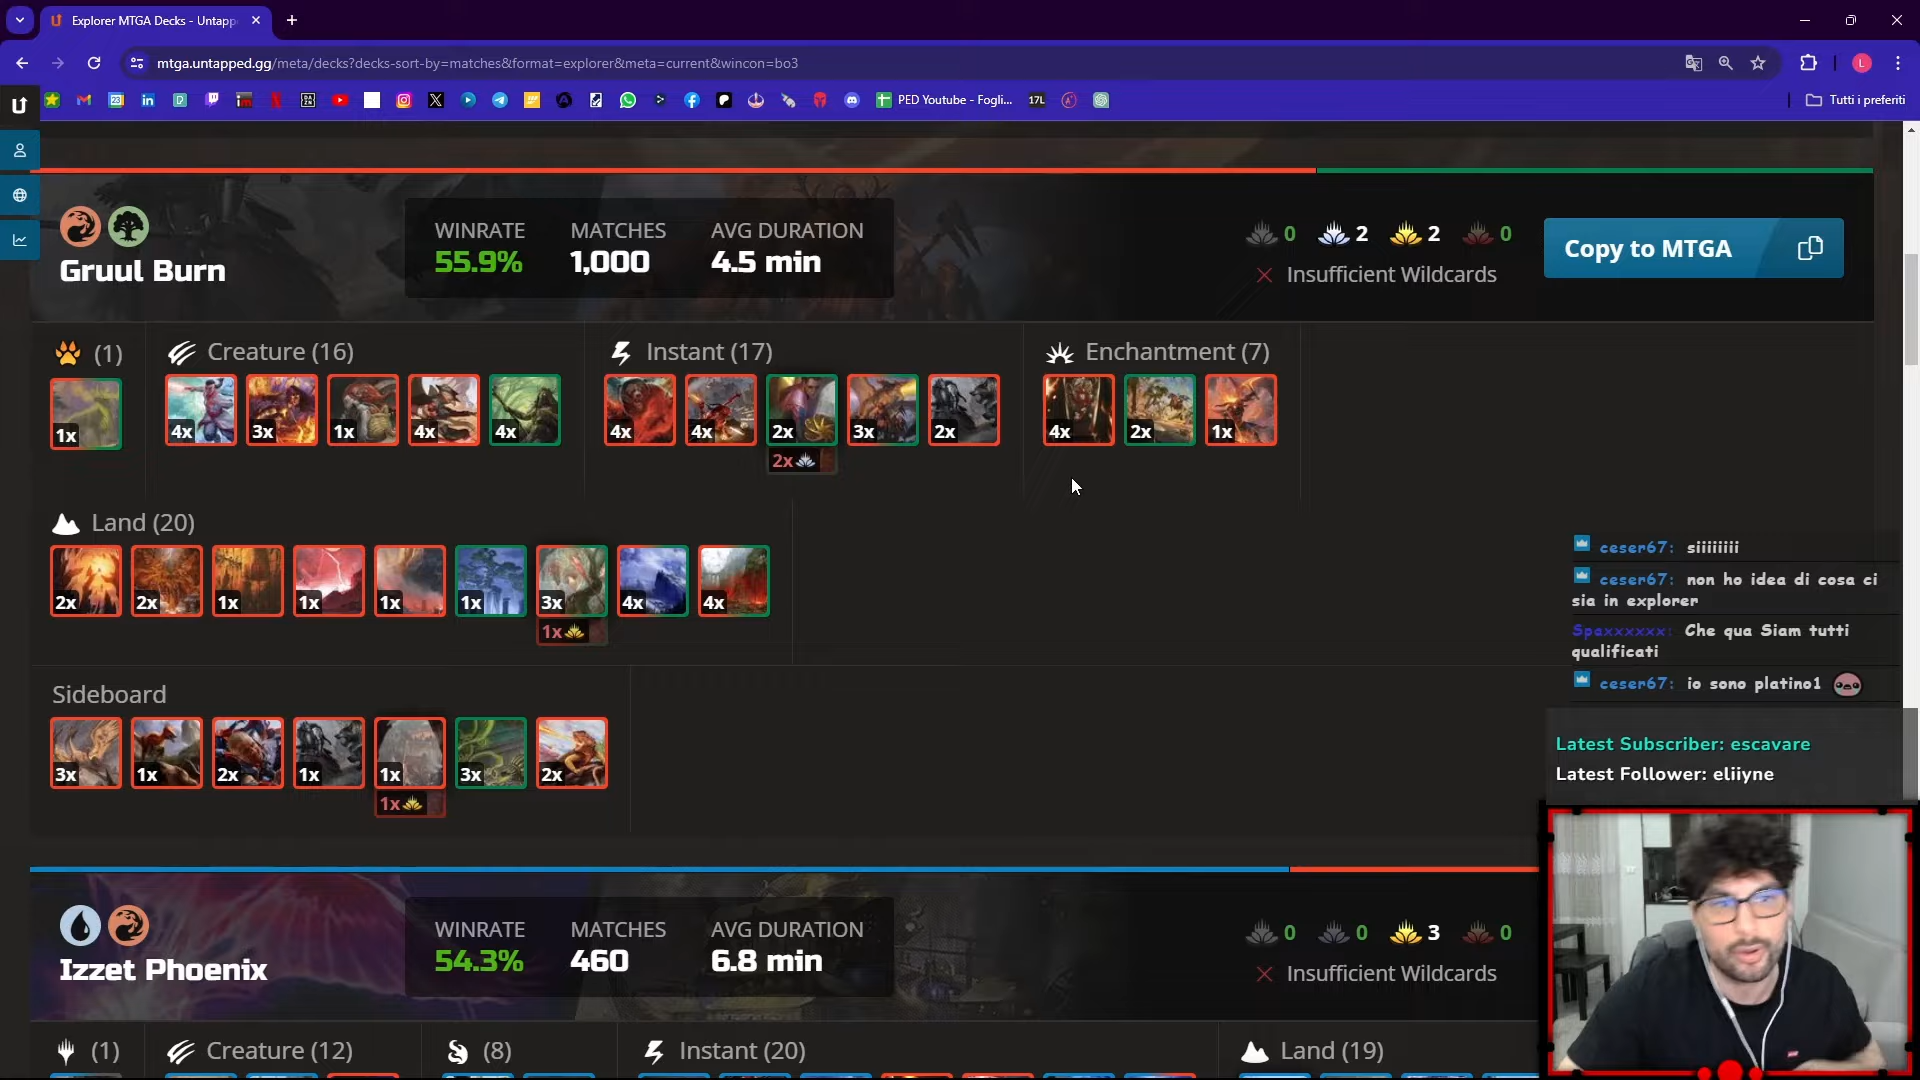 Explorer MTGA Decks - Untapp
mtga.untapped.gg/meta/decks?decks-sort-by=matches&format=explorer&meta=current&wincon=bo3
PED Youtube - Fogli...
17L
Tutti i preferiti
Gruul Burn
WINRATE MATCHES AVG DURATION
55.9% 1,000 4.5 min
0 2 2 0
Insufficient Wildcards
Copy to MTGA
(1) Creature (16) Instant (17) Enchantment (7)
1x 4x 3x 1x 4x 4x 4x 4x 2x 3x 2x 4x 2x 1x
2x
Land (20)
2x 2x 1x 1x 1x 1x 3x 4x 4x
1x
Sideboard
3x 1x 2x 1x 1x 3x 2x
1x
ceser67: siiiiiiii
ceser67: non ho idea di cosa ci
sia in explorer
Spaxxxxxx: Che qua Siam tutti
qualificati
ceser67: io sono platino1
Latest Subscriber: escavare
Latest Follower: eliiyne
Izzet Phoenix
WINRATE MATCHES AVG DURATION
54.3% 460 6.8 min
0 0 3 0
Insufficient Wildcards
(1) Creature (12) (8) Instant (20) Land (19)